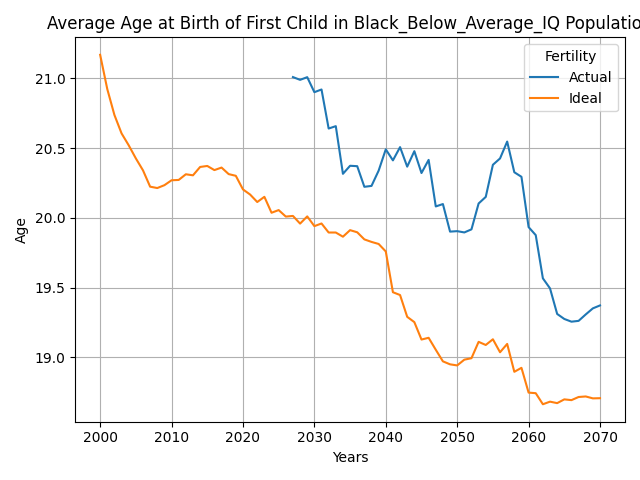 Average Age at Birth of First Child in Black_Below_Average_IQ Populatio
Fertility
Actual
Ideal
21.0
20.5
20.0
19.5
19.0
Age
2000 2010 2020 2030 2040 2050 2060 2070
Years